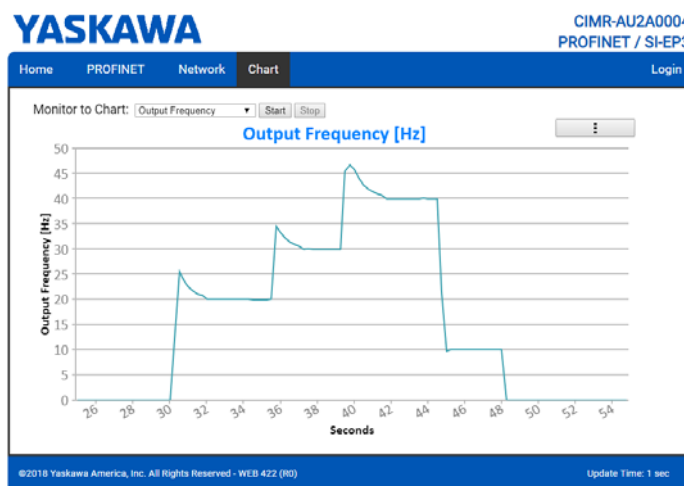 YASKAWA
CIMR-AU2A0004
PROFINET / SI-EP3
Home PROFINET Network Chart Login
Monitor to Chart: Output Frequency Start Stop
Output Frequency [Hz]
50
45
40
35
30
25
20
15
10
5
0
Output Frequency [Hz]
26 28 30 32 34 36 38 40 42 44 46 48 50 52 54
Seconds
©2018 Yaskawa America, Inc. All Rights Reserved - WEB 422 (R0) Update Time: 1 sec